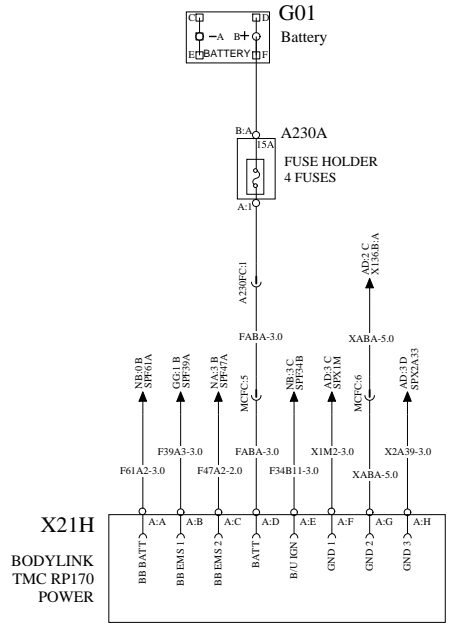 G01
Battery
C
D
A
B
E
BATTERY
F
B:A
A230A
15A
FUSE HOLDER
4 FUSES
A:1
A230FC:1
AD:2 C
X136.B:A
FABA-3.0
XABA-5.0
NB:0 B
SPF61A
GG:1 B
SPF39A
NA:3 B
SPF47A
MCFC:5
NB:3 C
SPF34B
AD:3 C
SPX1M
MCFC:6
AD:3 D
SPX2A33
F39A3-3.0
FABA-3.0
X1M2-3.0
X2A39-3.0
F61A2-3.0
F47A2-2.0
F34B11-3.0
XABA-5.0
X21H
A:A
A:B
A:C
A:D
A:E
A:F
A:G
A:H
BB BATT
BB EMS 1
BB EMS 2
BATT
B/U IGN
GND 1
GND 2
GND 3
BODYLINK
TMC RP170
POWER